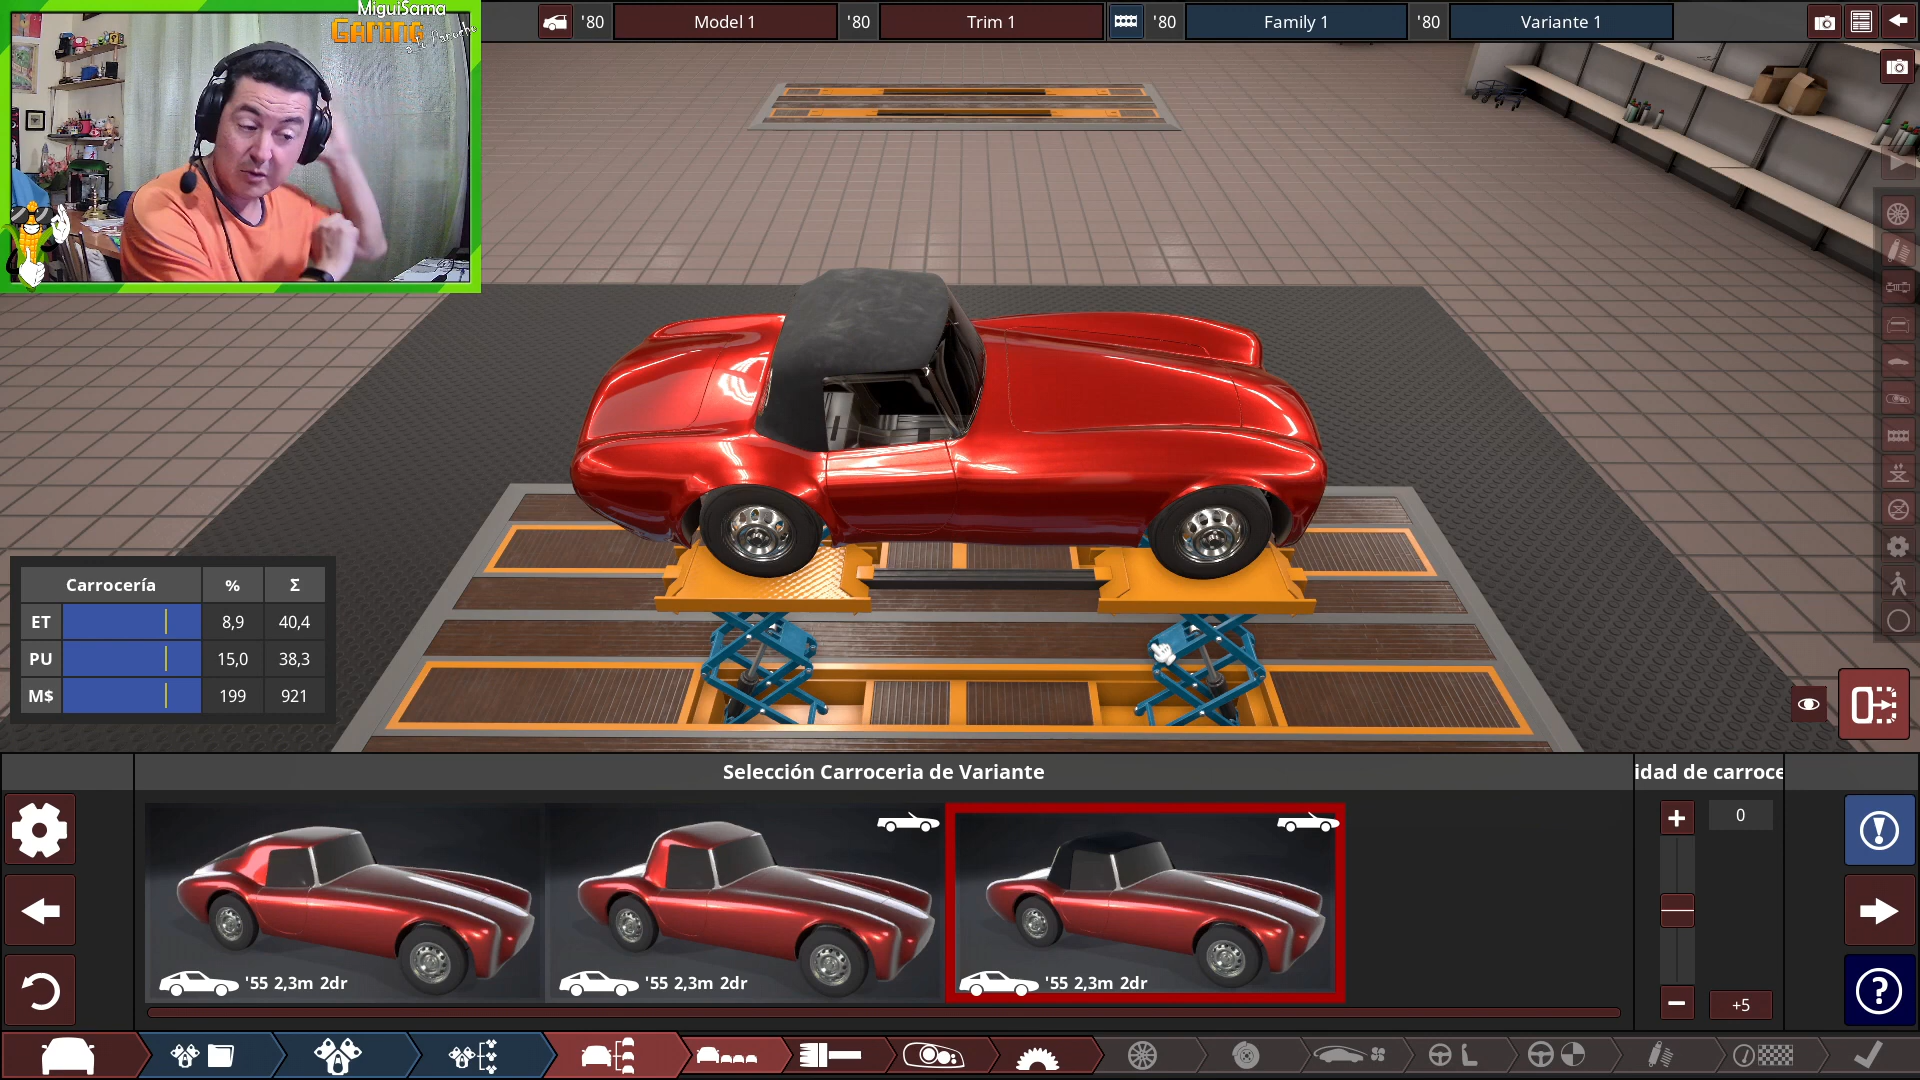 MiguiSama
GAMING
a lo Panocho
'80 Model 1 '80 Trim 1 '80 Family 1 '80 Variante 1
Carrocería % Σ
ET 8,9 40,4
PU 15,0 38,3
M$ 199 921
Selección Carroceria de Variante
idad de carroce
0
+5
'55 2,3m 2dr
'55 2,3m 2dr
'55 2,3m 2dr